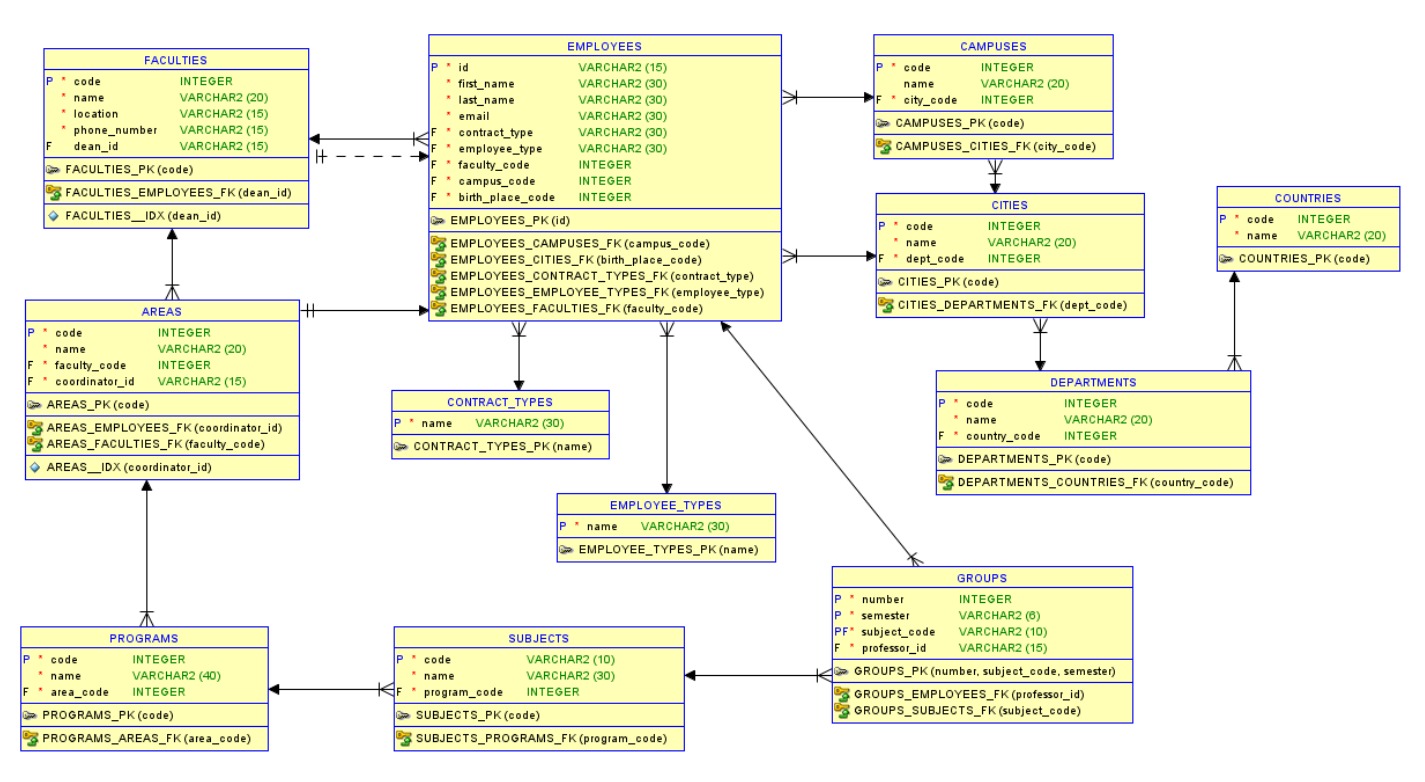 FACULTIES
P * code INTEGER
* name VARCHAR2 (20)
* location VARCHAR2 (15)
* phone_number VARCHAR2 (15)
F dean_id VARCHAR2 (15)
FACULTIES_PK (code)
FACULTIES_EMPLOYEES_FK (dean_id)
FACULTIES__IDX (dean_id)
EMPLOYEES
P * id VARCHAR2 (15)
* first_name VARCHAR2 (30)
* last_name VARCHAR2 (30)
* email VARCHAR2 (30)
F * contract_type VARCHAR2 (30)
F * employee_type VARCHAR2 (30)
F * faculty_code INTEGER
F * campus_code INTEGER
F * birth_place_code INTEGER
EMPLOYEES_PK (id)
EMPLOYEES_CAMPUSES_FK (campus_code)
EMPLOYEES_CITIES_FK (birth_place_code)
EMPLOYEES_CONTRACT_TYPES_FK (contract_type)
EMPLOYEES_EMPLOYEE_TYPES_FK (employee_type)
EMPLOYEES_FACULTIES_FK (faculty_code)
CAMPUSES
P * code INTEGER
name VARCHAR2 (20)
F * city_code INTEGER
CAMPUSES_PK (code)
CAMPUSES_CITIES_FK (city_code)
CITIES
P * code INTEGER
* name VARCHAR2 (20)
F * dept_code INTEGER
CITIES_PK (code)
CITIES_DEPARTMENTS_FK (dept_code)
COUNTRIES
P * code INTEGER
* name VARCHAR2 (20)
COUNTRIES_PK (code)
AREAS
P * code INTEGER
* name VARCHAR2 (20)
F * faculty_code INTEGER
F * coordinator_id VARCHAR2 (15)
AREAS_PK (code)
AREAS_EMPLOYEES_FK (coordinator_id)
AREAS_FACULTIES_FK (faculty_code)
AREAS__IDX (coordinator_id)
CONTRACT_TYPES
P * name VARCHAR2 (30)
CONTRACT_TYPES_PK (name)
DEPARTMENTS
P * code INTEGER
* name VARCHAR2 (20)
F * country_code INTEGER
DEPARTMENTS_PK (code)
DEPARTMENTS_COUNTRIES_FK (country_code)
EMPLOYEE_TYPES
P * name VARCHAR2 (30)
EMPLOYEE_TYPES_PK (name)
GROUPS
P * number INTEGER
P * semester VARCHAR2 (6)
PF * subject_code VARCHAR2 (10)
F * professor_id VARCHAR2 (15)
GROUPS_PK (number, subject_code, semester)
GROUPS_EMPLOYEES_FK (professor_id)
GROUPS_SUBJECTS_FK (subject_code)
PROGRAMS
P * code INTEGER
* name VARCHAR2 (40)
F * area_code INTEGER
PROGRAMS_PK (code)
PROGRAMS_AREAS_FK (area_code)
SUBJECTS
P * code VARCHAR2 (10)
* name VARCHAR2 (30)
F * program_code INTEGER
SUBJECTS_PK (code)
SUBJECTS_PROGRAMS_FK (program_code)